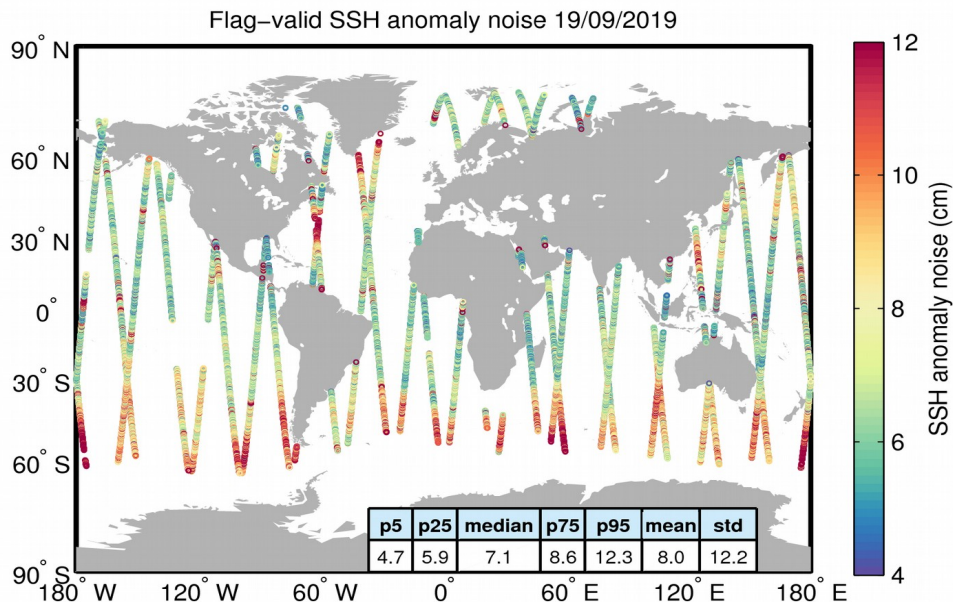 Flag−valid SSH anomaly noise 19/09/2019
90° N
60° N
30° N
0°
30° S
60° S
90° S
180° W
120° W
60° W
0°
60° E
120° E
180° E
p5 p25 median p75 p95 mean std
4.7 5.9 7.1 8.6 12.3 8.0 12.2
12
10
8
6
4
SSH anomaly noise (cm)